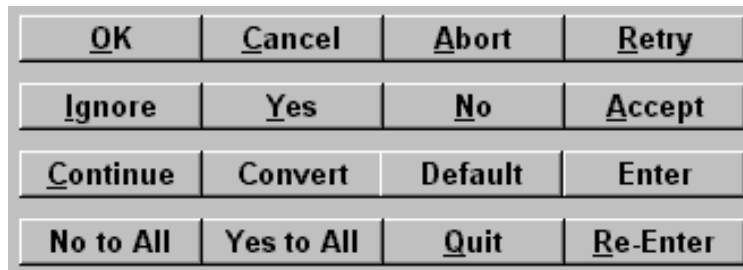 OK Cancel Abort Retry
Ignore Yes No Accept
Continue Convert Default Enter
No to All Yes to All Quit Re-Enter